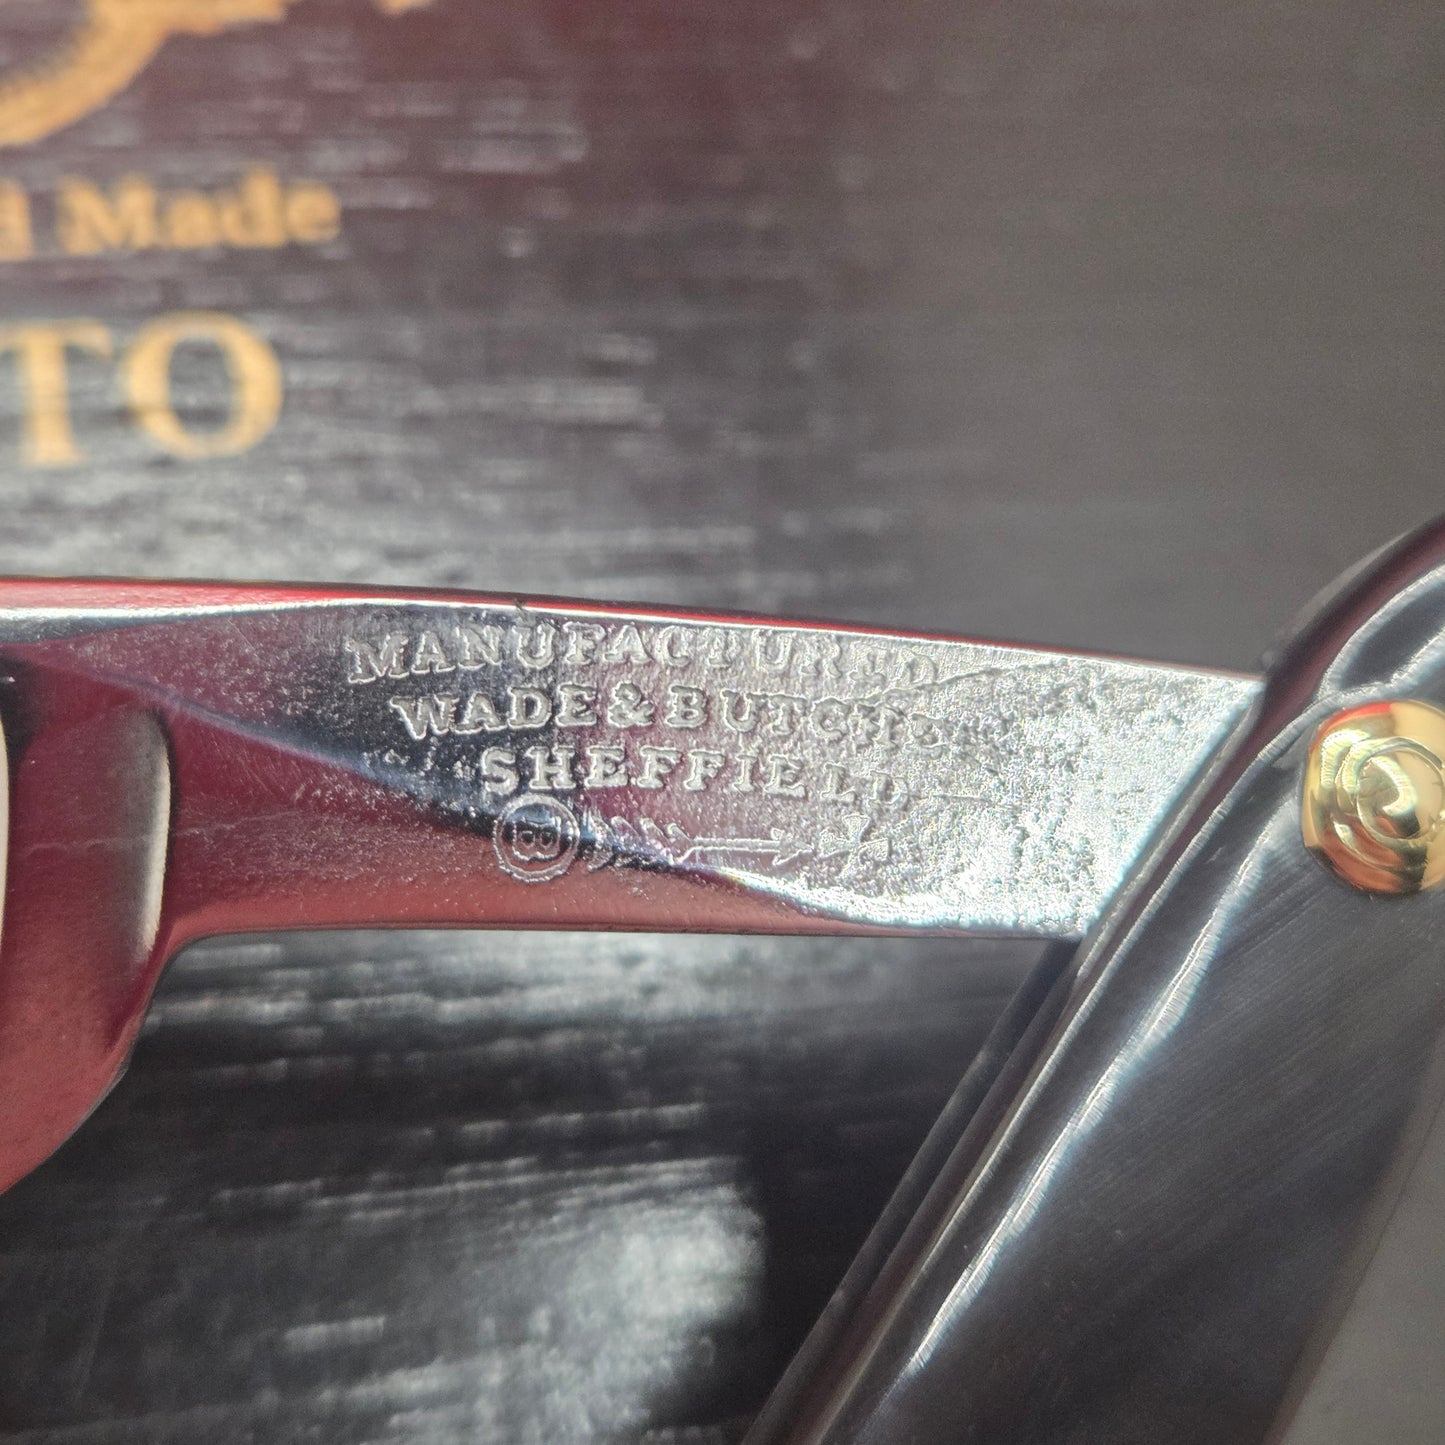 Made
TO
MANUFACTURED
WADE & BUTCHER
SHEFFIELD
B